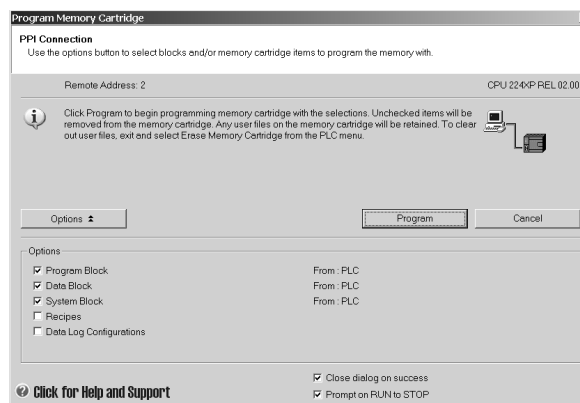 Program Memory Cartridge
PPI Connection
Use the options button to select blocks and/or memory cartridge items to program the memory with.
Remote Address: 2 CPU 224XP REL 02.00
Click Program to begin programming memory cartridge with the selections. Unchecked items will be
removed from the memory cartridge. Any user files on the memory cartridge will be retained. To clear
out user files, exit and select Erase Memory Cartridge from the PLC menu.
Options Program Cancel
Options
Program Block From : PLC
Data Block From : PLC
System Block From : PLC
Recipes
Data Log Configurations
Close dialog on success
Click for Help and Support
Prompt on RUN to STOP